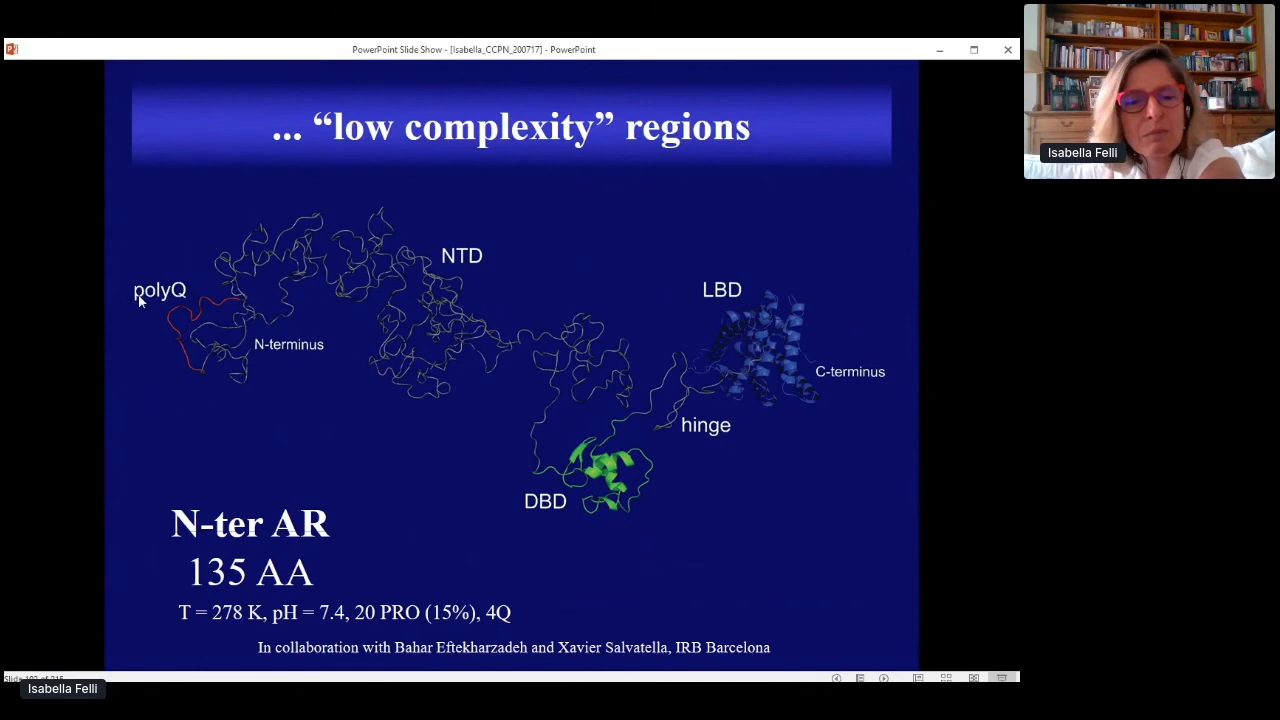 PowerPoint Slide Show - [Isabella_CCPN_200717] - PowerPoint
... “low complexity” regions
NTD
polyQ
LBD
N-terminus
C-terminus
hinge
DBD
N-ter AR
135 AA
T = 278 K, pH = 7.4, 20 PRO (15%), 4Q
In collaboration with Bahar Eftekharzadeh and Xavier Salvatella, IRB Barcelona
Isabella Felli
Isabella Felli